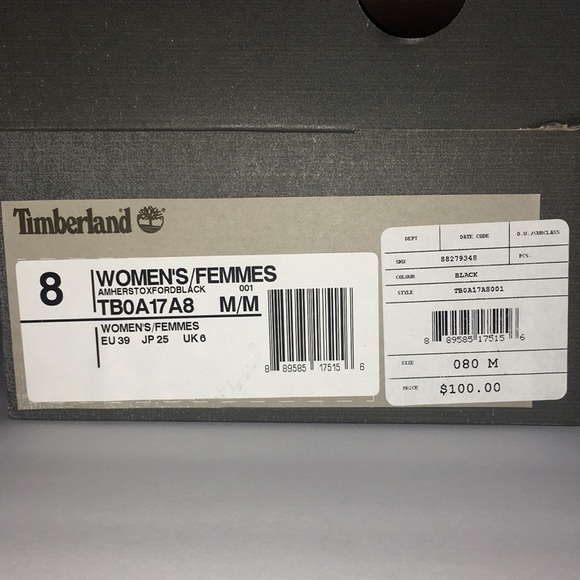 Timberland
8
WOMEN'S/FEMMES
AMHERSTOXFORDBLACK 001
TB0A17A8 M/M
WOMEN'S/FEMMES
EU 39 JP 25 UK 6
8 89585 17515 6
DEPT DATE CODE D.U./SUBCLASS
SKU 88279348 PCS.
COLOUR BLACK
STYLE TB0A17A8001
8 89585 17515 6
SIZE 080 M
PRICE $100.00